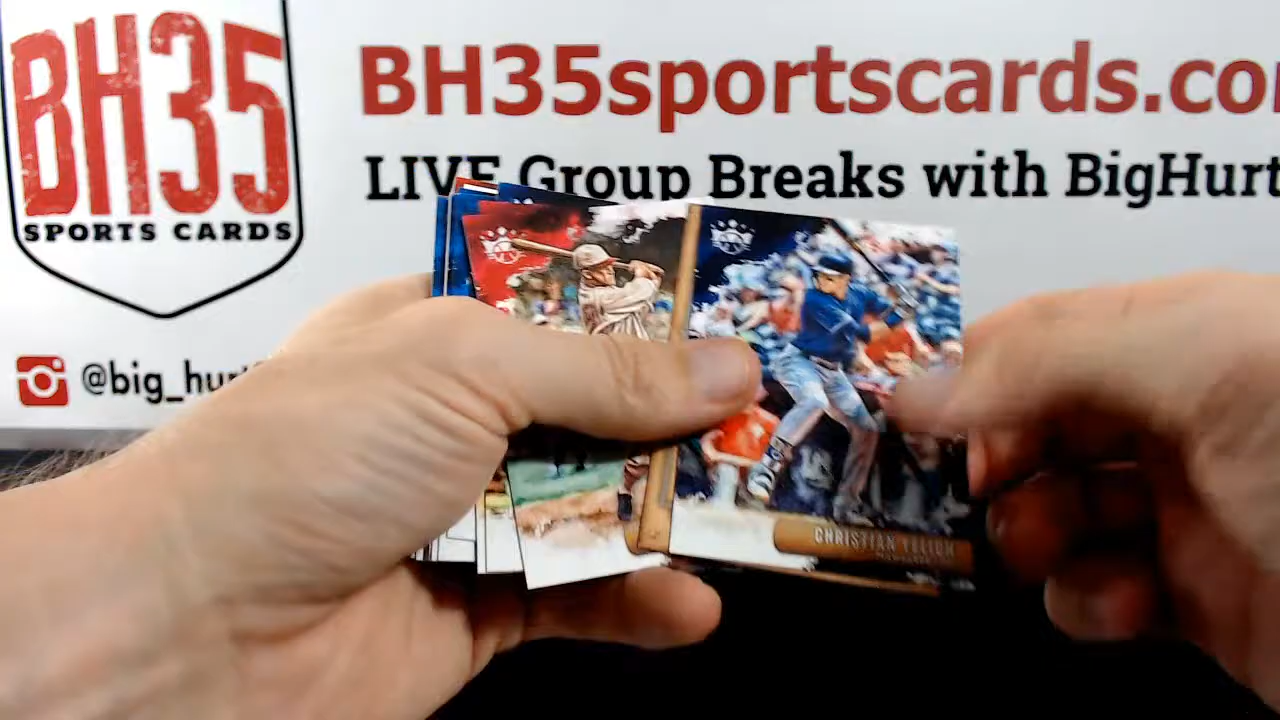 BH35
SPORTS CARDS
BH35sportscards.co
LIVE Group Breaks with BigHurt
@big_hur
CHRISTIAN YELICH